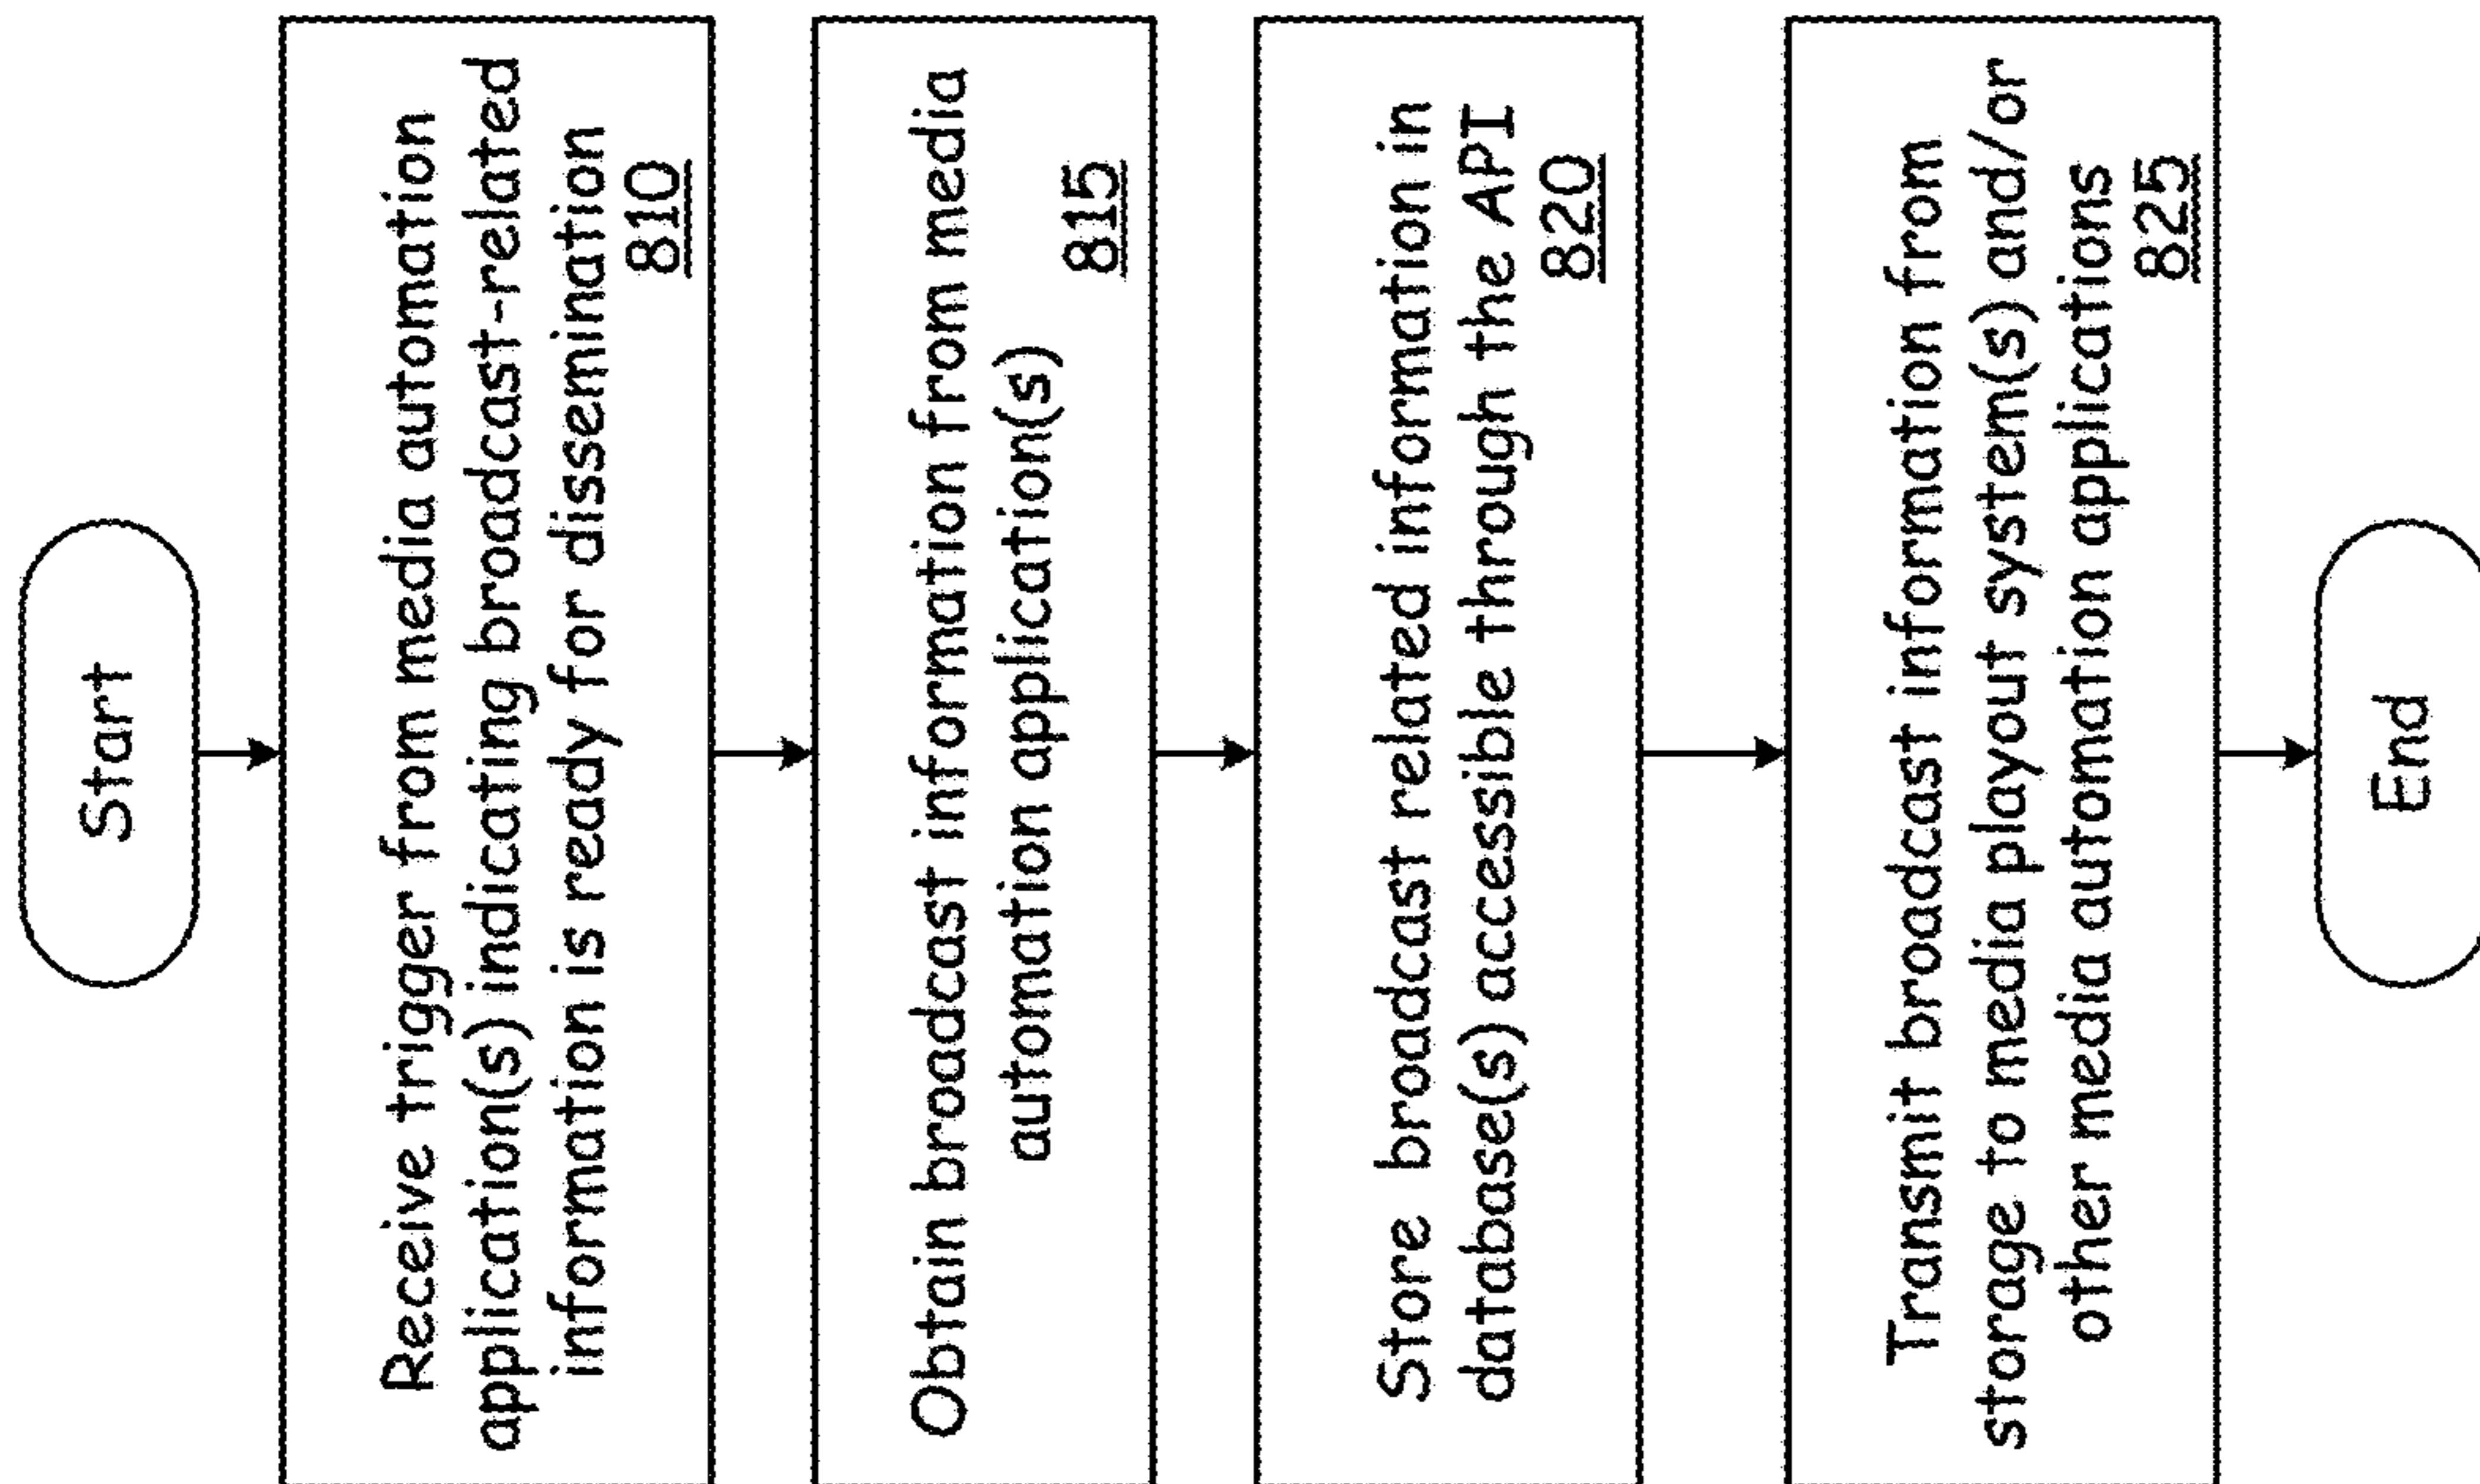 Start
Receive trigger from media automation
application(s) indicating broadcast-related
information is ready for dissemination
810
Obtain broadcast information from media
automation application(s)
815
Store broadcast related information in
database(s) accessible through the API
820
Transmit broadcast information from
storage to media playout system(s) and/or
other media automation applications
825
End